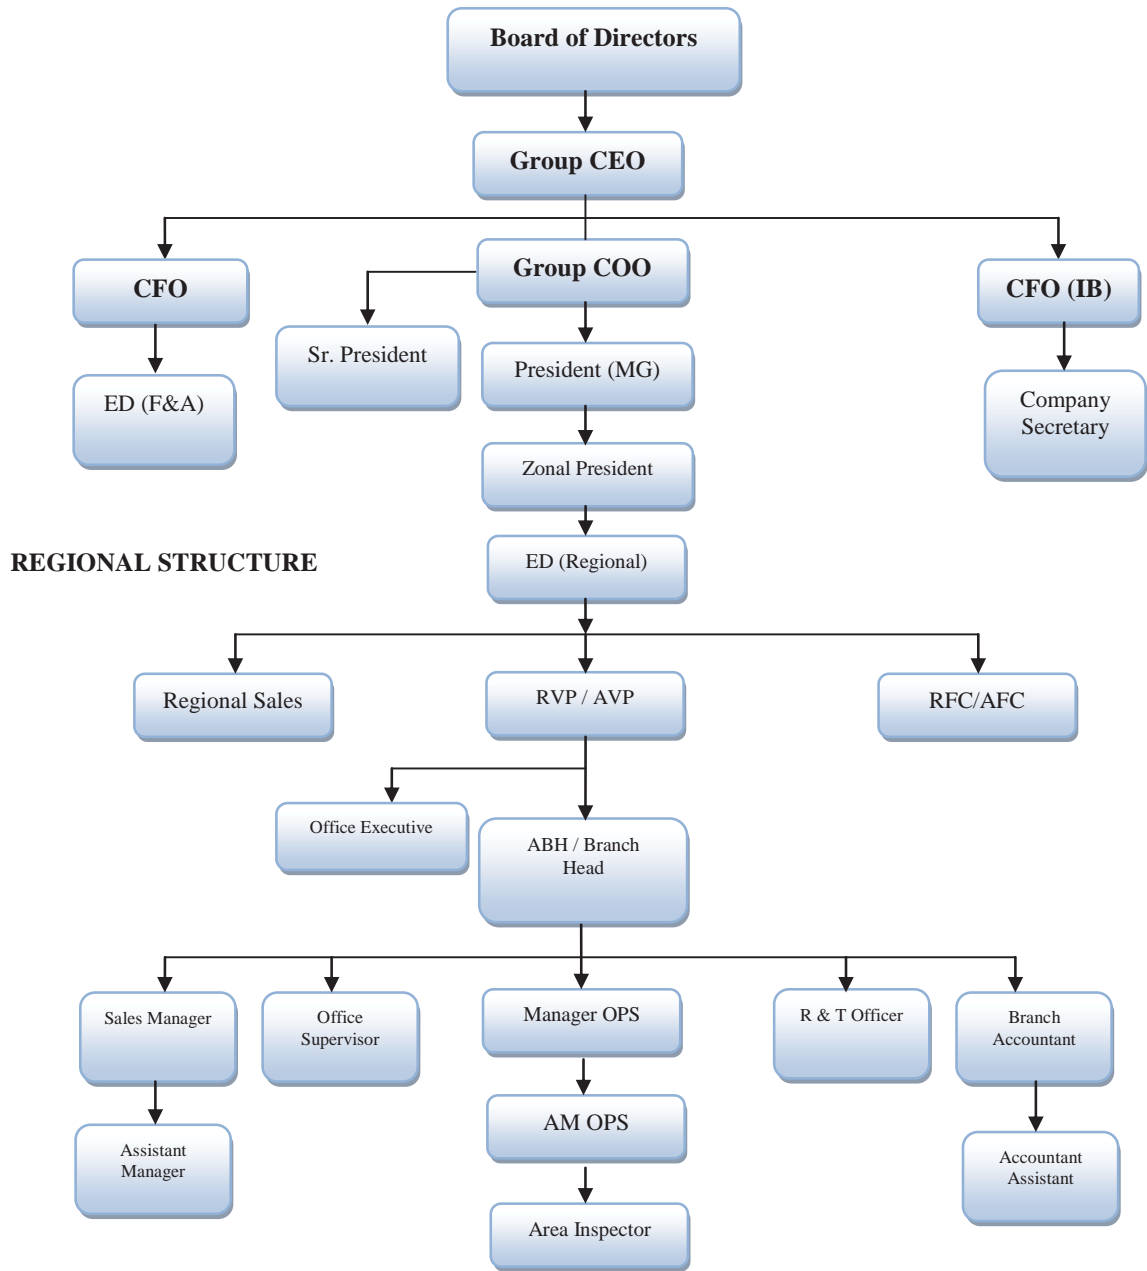 Board of Directors
Group CEO
CFO
Group COO
CFO (IB)
Sr. President
President (MG)
ED (F&A)
Company
Secretary
Zonal President
REGIONAL STRUCTURE
ED (Regional)
Regional Sales
RVP / AVP
RFC/AFC
Office Executive
ABH / Branch
Head
Sales Manager
Office
Supervisor
Manager OPS
R & T Officer
Branch
Accountant
Assistant
Manager
AM OPS
Accountant
Assistant
Area Inspector